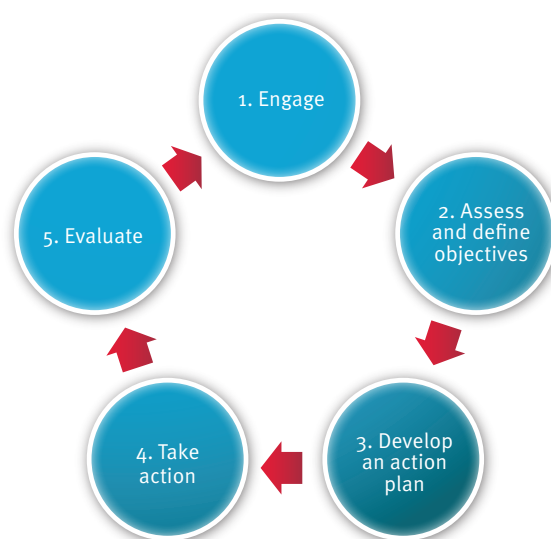 1. Engage
2. Assess
and define
objectives
3. Develop
an action
plan
4. Take
action
5. Evaluate